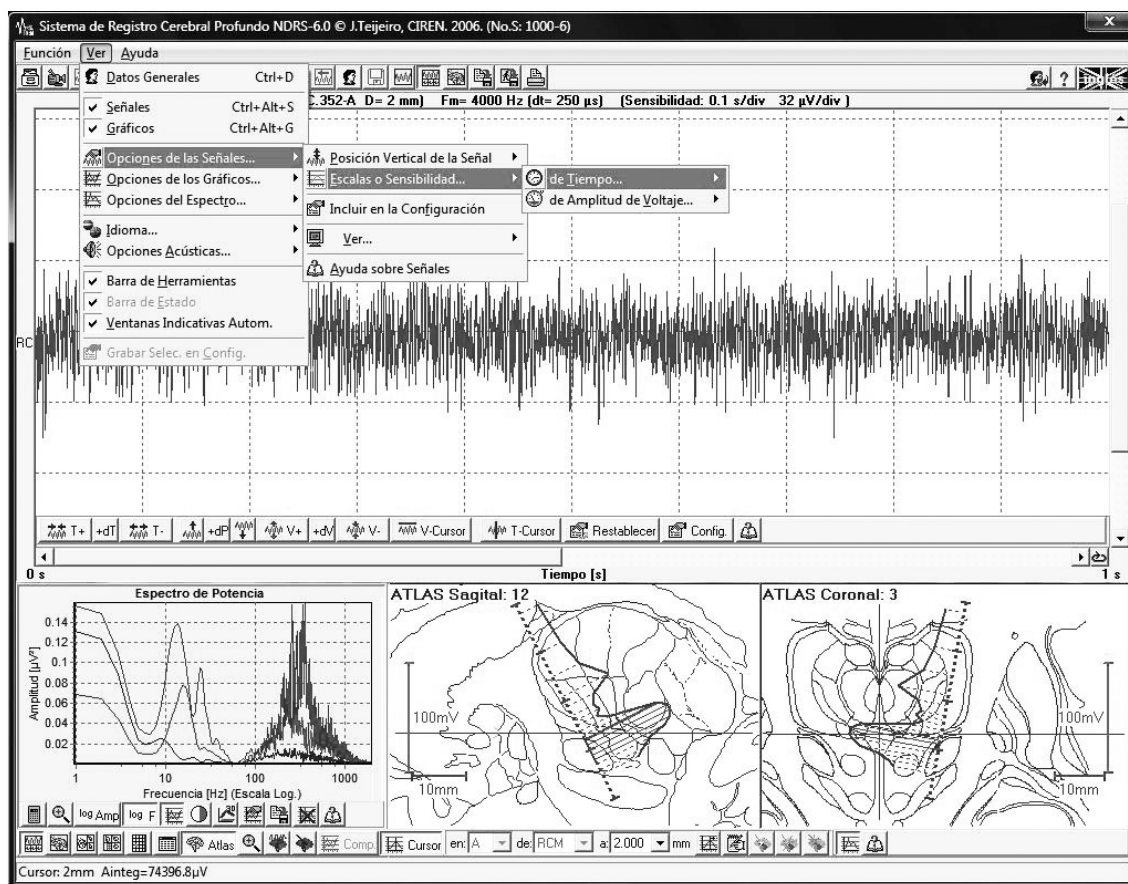 Sistema de Registro Cerebral Profundo NDRS-6.0 © J.Teijeiro, CIREN. 2006. (No.S: 1000-6)
x
Función Ver Ayuda
ingles
C.352-A D= 2 mm) Fm= 4000 Hz (dt= 250 µs) (Sensibilidad: 0.1 s/div 32 µV/div )
Datos Generales Ctrl+D
Señales Ctrl+Alt+S
Gráficos Ctrl+Alt+G
Opciones de las Señales...
Opciones de los Gráficos...
Opciones del Espectro...
Idioma...
Opciones Acústicas...
Barra de Herramientas
Barra de Estado
Ventanas Indicativas Autom.
Grabar Selec. en Config.
Posición Vertical de la Señal
Escalas o Sensibilidad...
Incluir en la Configuración
Ver...
Ayuda sobre Señales
de Tiempo...
de Amplitud de Voltaje...
RC
T+ +dT T- +dP V+ +dV V- V-Cursor T-Cursor Restablecer Config.
0 s Tiempo [s] 1 s
Espectro de Potencia
Amplitud [µV²]
0.14
0.12
0.1
0.08
0.06
0.04
0.02
1 10 100 1000
Frecuencia [Hz] (Escala Log.)
log Amp log F
ATLAS Sagital: 12
100mV
10mm
ATLAS Coronal: 3
100mV
10mm
Atlas Comp. Cursor en: A de: RCM a: 2.000 mm
Cursor: 2mm Ainteg=74396.8µV